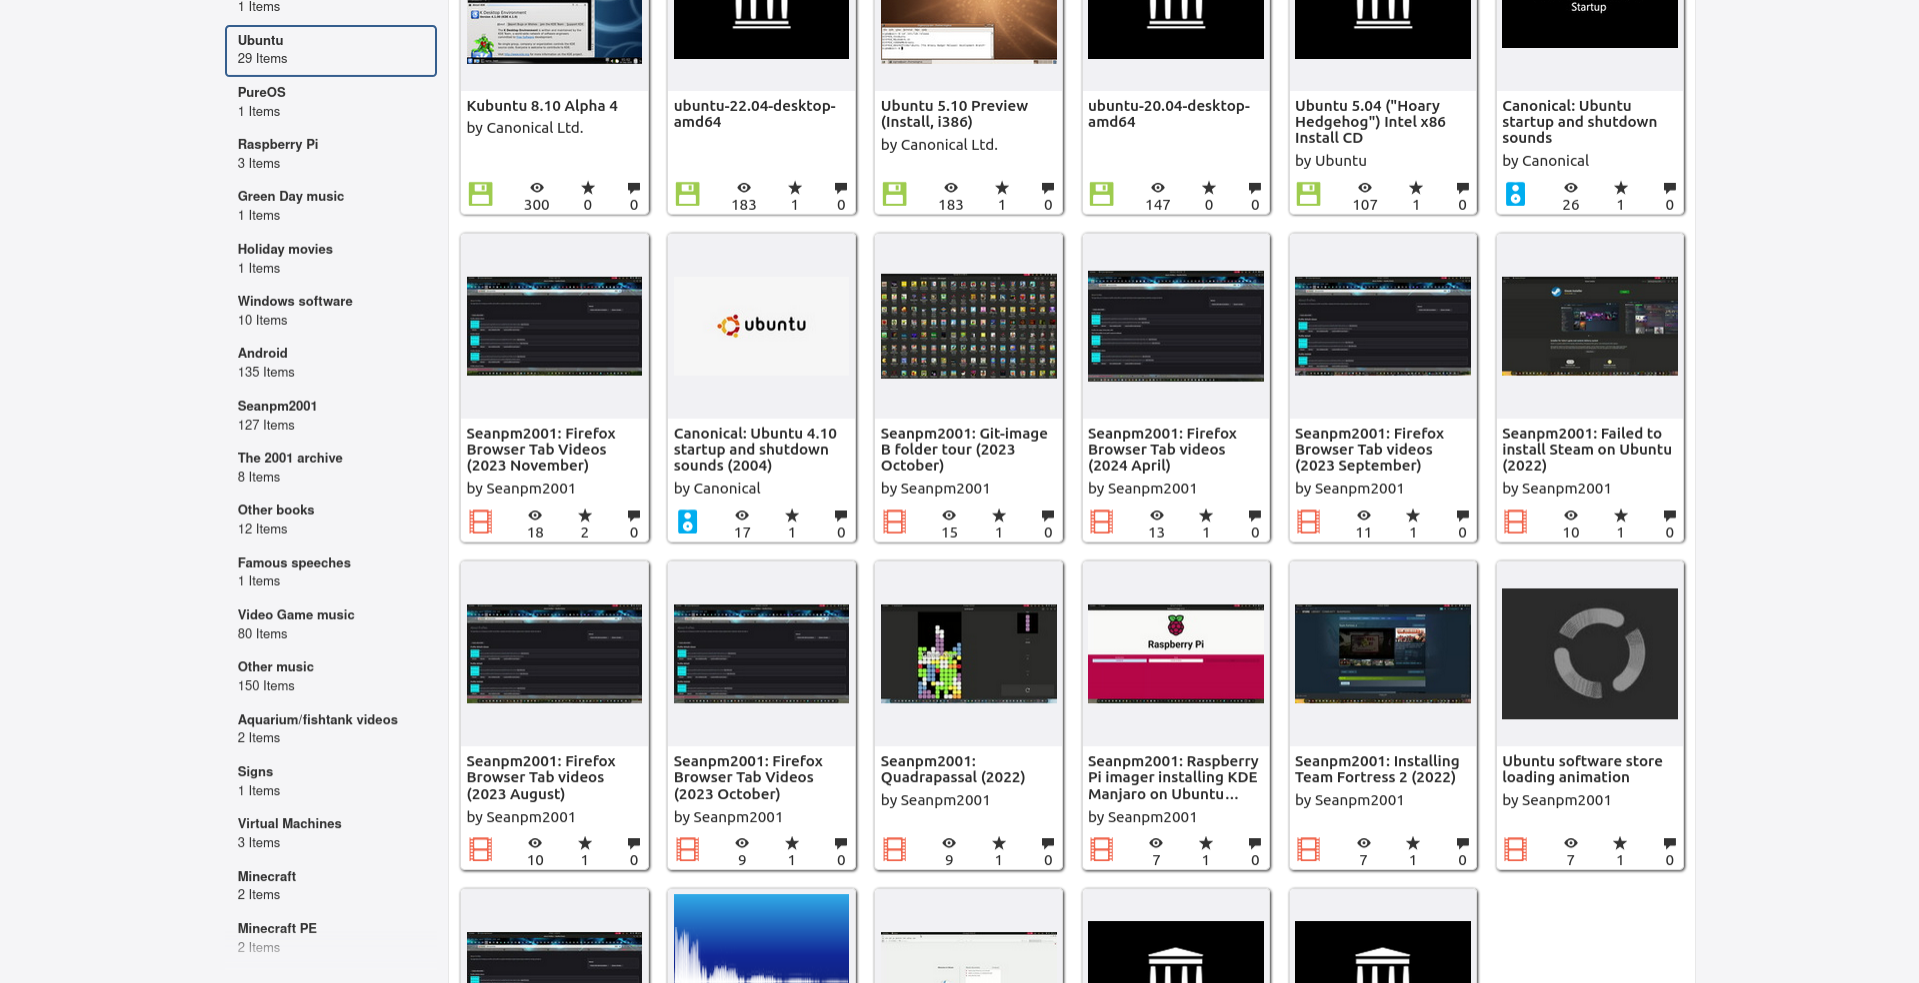 1 Items
Ubuntu
29 Items
PureOS
1 Items
Raspberry Pi
3 Items
Green Day music
1 Items
Holiday movies
1 Items
Windows software
10 Items
Android
135 Items
Seanpm2001
127 Items
The 2001 archive
8 Items
Other books
12 Items
Famous speeches
1 Items
Video Game music
80 Items
Other music
150 Items
Aquarium/fishtank videos
2 Items
Signs
1 Items
Virtual Machines
3 Items
Minecraft
2 Items
Minecraft PE
2 Items
K Desktop Environment
Kubuntu 8.10 Alpha 4
by Canonical Ltd.
300 0 0
ubuntu-22.04-desktop-
amd64
183 1 0
Ubuntu 5.10 Preview
(Install, i386)
by Canonical Ltd.
183 1 0
ubuntu-20.04-desktop-
amd64
147 0 0
Ubuntu 5.04 ("Hoary
Hedgehog") Intel x86
Install CD
by Ubuntu
107 1 0
Startup
Canonical: Ubuntu
startup and shutdown
sounds
by Canonical
26 1 0
Seanpm2001: Firefox
Browser Tab Videos
(2023 November)
by Seanpm2001
18 2 0
ubuntu
Canonical: Ubuntu 4.10
startup and shutdown
sounds (2004)
by Canonical
17 1 0
Seanpm2001: Git-image
B folder tour (2023
October)
by Seanpm2001
15 1 0
Seanpm2001: Firefox
Browser Tab videos
(2024 April)
by Seanpm2001
13 1 0
Seanpm2001: Firefox
Browser Tab videos
(2023 September)
by Seanpm2001
11 1 0
Seanpm2001: Failed to
install Steam on Ubuntu
(2022)
by Seanpm2001
10 1 0
Seanpm2001: Firefox
Browser Tab videos
(2023 August)
by Seanpm2001
10 1 0
Seanpm2001: Firefox
Browser Tab Videos
(2023 October)
by Seanpm2001
9 1 0
Seanpm2001:
Quadrapassal (2022)
by Seanpm2001
9 1 0
Raspberry Pi
Seanpm2001: Raspberry
Pi imager installing KDE
Manjaro on Ubuntu...
by Seanpm2001
7 1 0
Seanpm2001: Installing
Team Fortress 2 (2022)
by Seanpm2001
7 1 0
Ubuntu software store
loading animation
by Seanpm2001
7 1 0